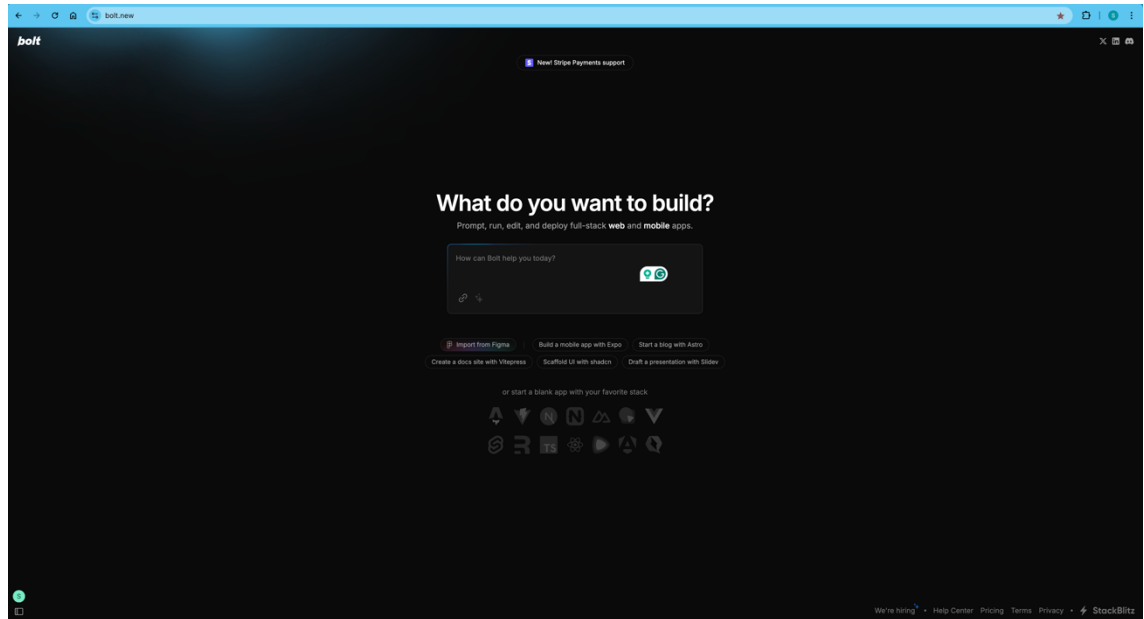 bolt.new
S
bolt
S New! Stripe Payments support
What do you want to build?
Prompt, run, edit, and deploy full-stack web and mobile apps.
How can Bolt help you today?
Import from Figma
Build a mobile app with Expo
Start a blog with Astro
Create a docs site with Vitepress
Scaffold UI with shadcn
Draft a presentation with Slidev
or start a blank app with your favorite stack
N
N
TS
S
We're hiring • Help Center Pricing Terms Privacy • StackBlitz